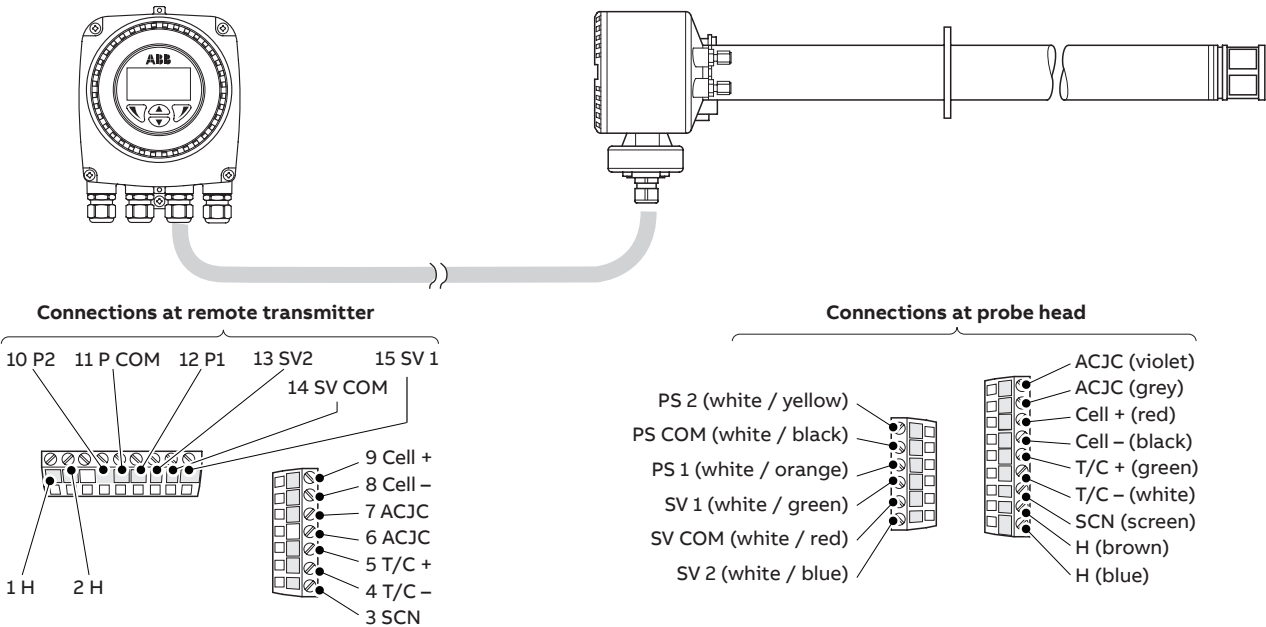 ABB
Connections at remote transmitter
10 P2
11 P COM
12 P1
13 SV2
15 SV 1
14 SV COM
1 H
2 H
9 Cell +
8 Cell –
7 ACJC
6 ACJC
5 T/C +
4 T/C –
3 SCN
Connections at probe head
PS 2 (white / yellow)
PS COM (white / black)
PS 1 (white / orange)
SV 1 (white / green)
SV COM (white / red)
SV 2 (white / blue)
ACJC (violet)
ACJC (grey)
Cell + (red)
Cell – (black)
T/C + (green)
T/C – (white)
SCN (screen)
H (brown)
H (blue)